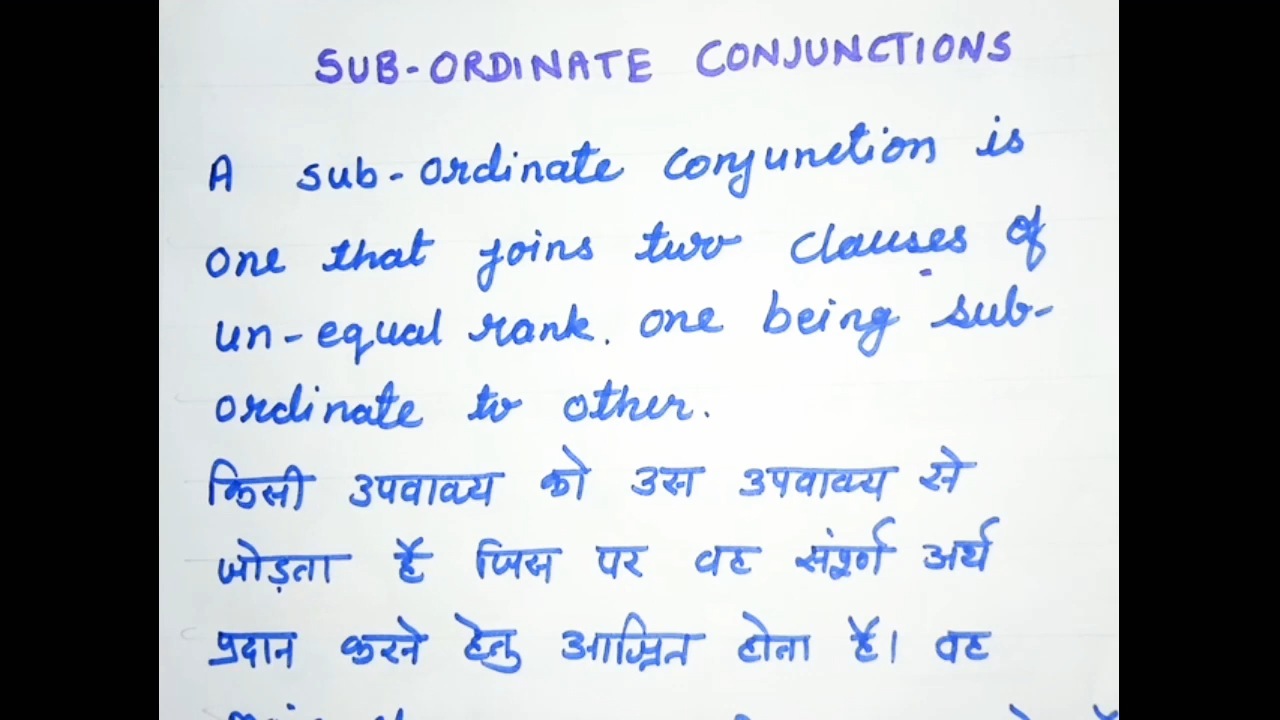 SUB-ORDINATE CONJUNCTIONS
A sub-ordinate conjunction is
one that joins two clauses of
un-equal rank. one being sub-
ordinate to other.
किसी उपवाक्य को उस उपवाक्य से
जोड़ता है जिस पर वह संपूर्ण अर्थ
प्रदान करने हेतु आश्रित होता है। वह